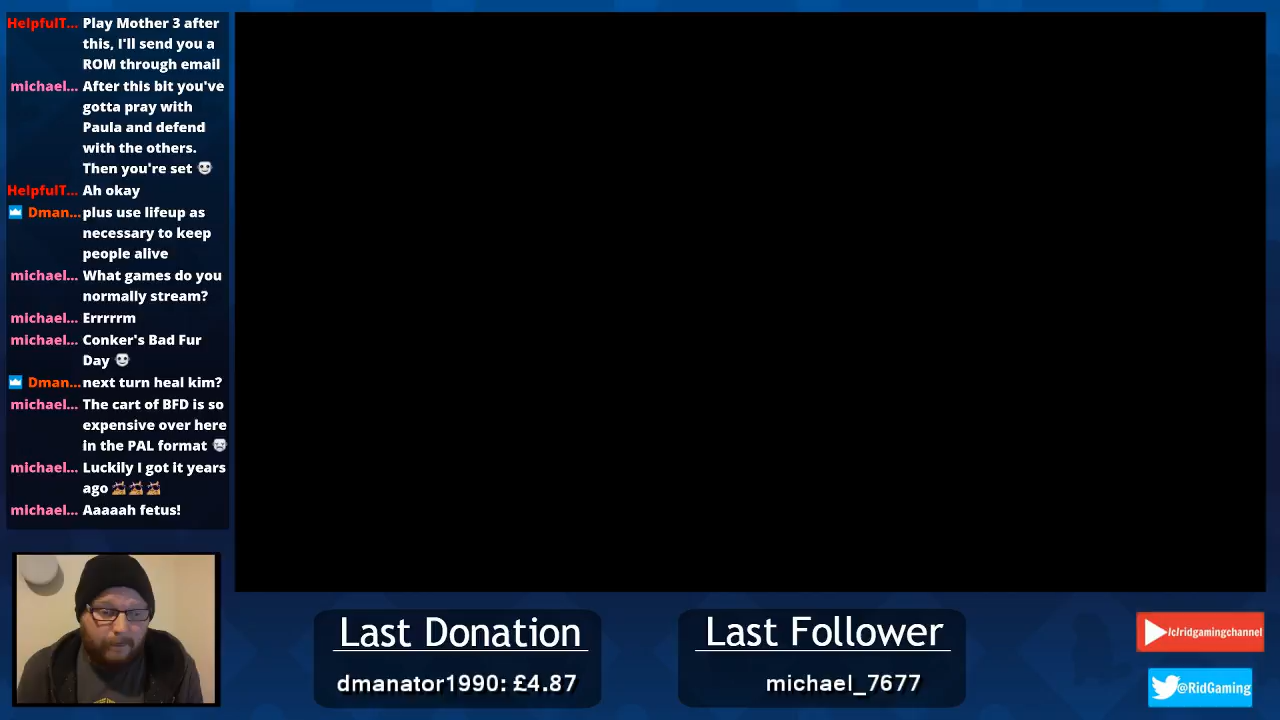 HelpfulT... Play Mother 3 after
this, I'll send you a
ROM through email
michael... After this bit you've
gotta pray with
Paula and defend
with the others.
Then you're set
HelpfulT... Ah okay
Dman... plus use lifeup as
necessary to keep
people alive
michael... What games do you
normally stream?
michael... Errrrrm
michael... Conker's Bad Fur
Day
Dman... next turn heal kim?
michael... The cart of BFD is so
expensive over here
in the PAL format
michael... Luckily I got it years
ago
michael... Aaaaah fetus!
Last Donation
dmanator1990: £4.87
Last Follower
michael_7677
/c/ridgamingchannel
@RidGaming